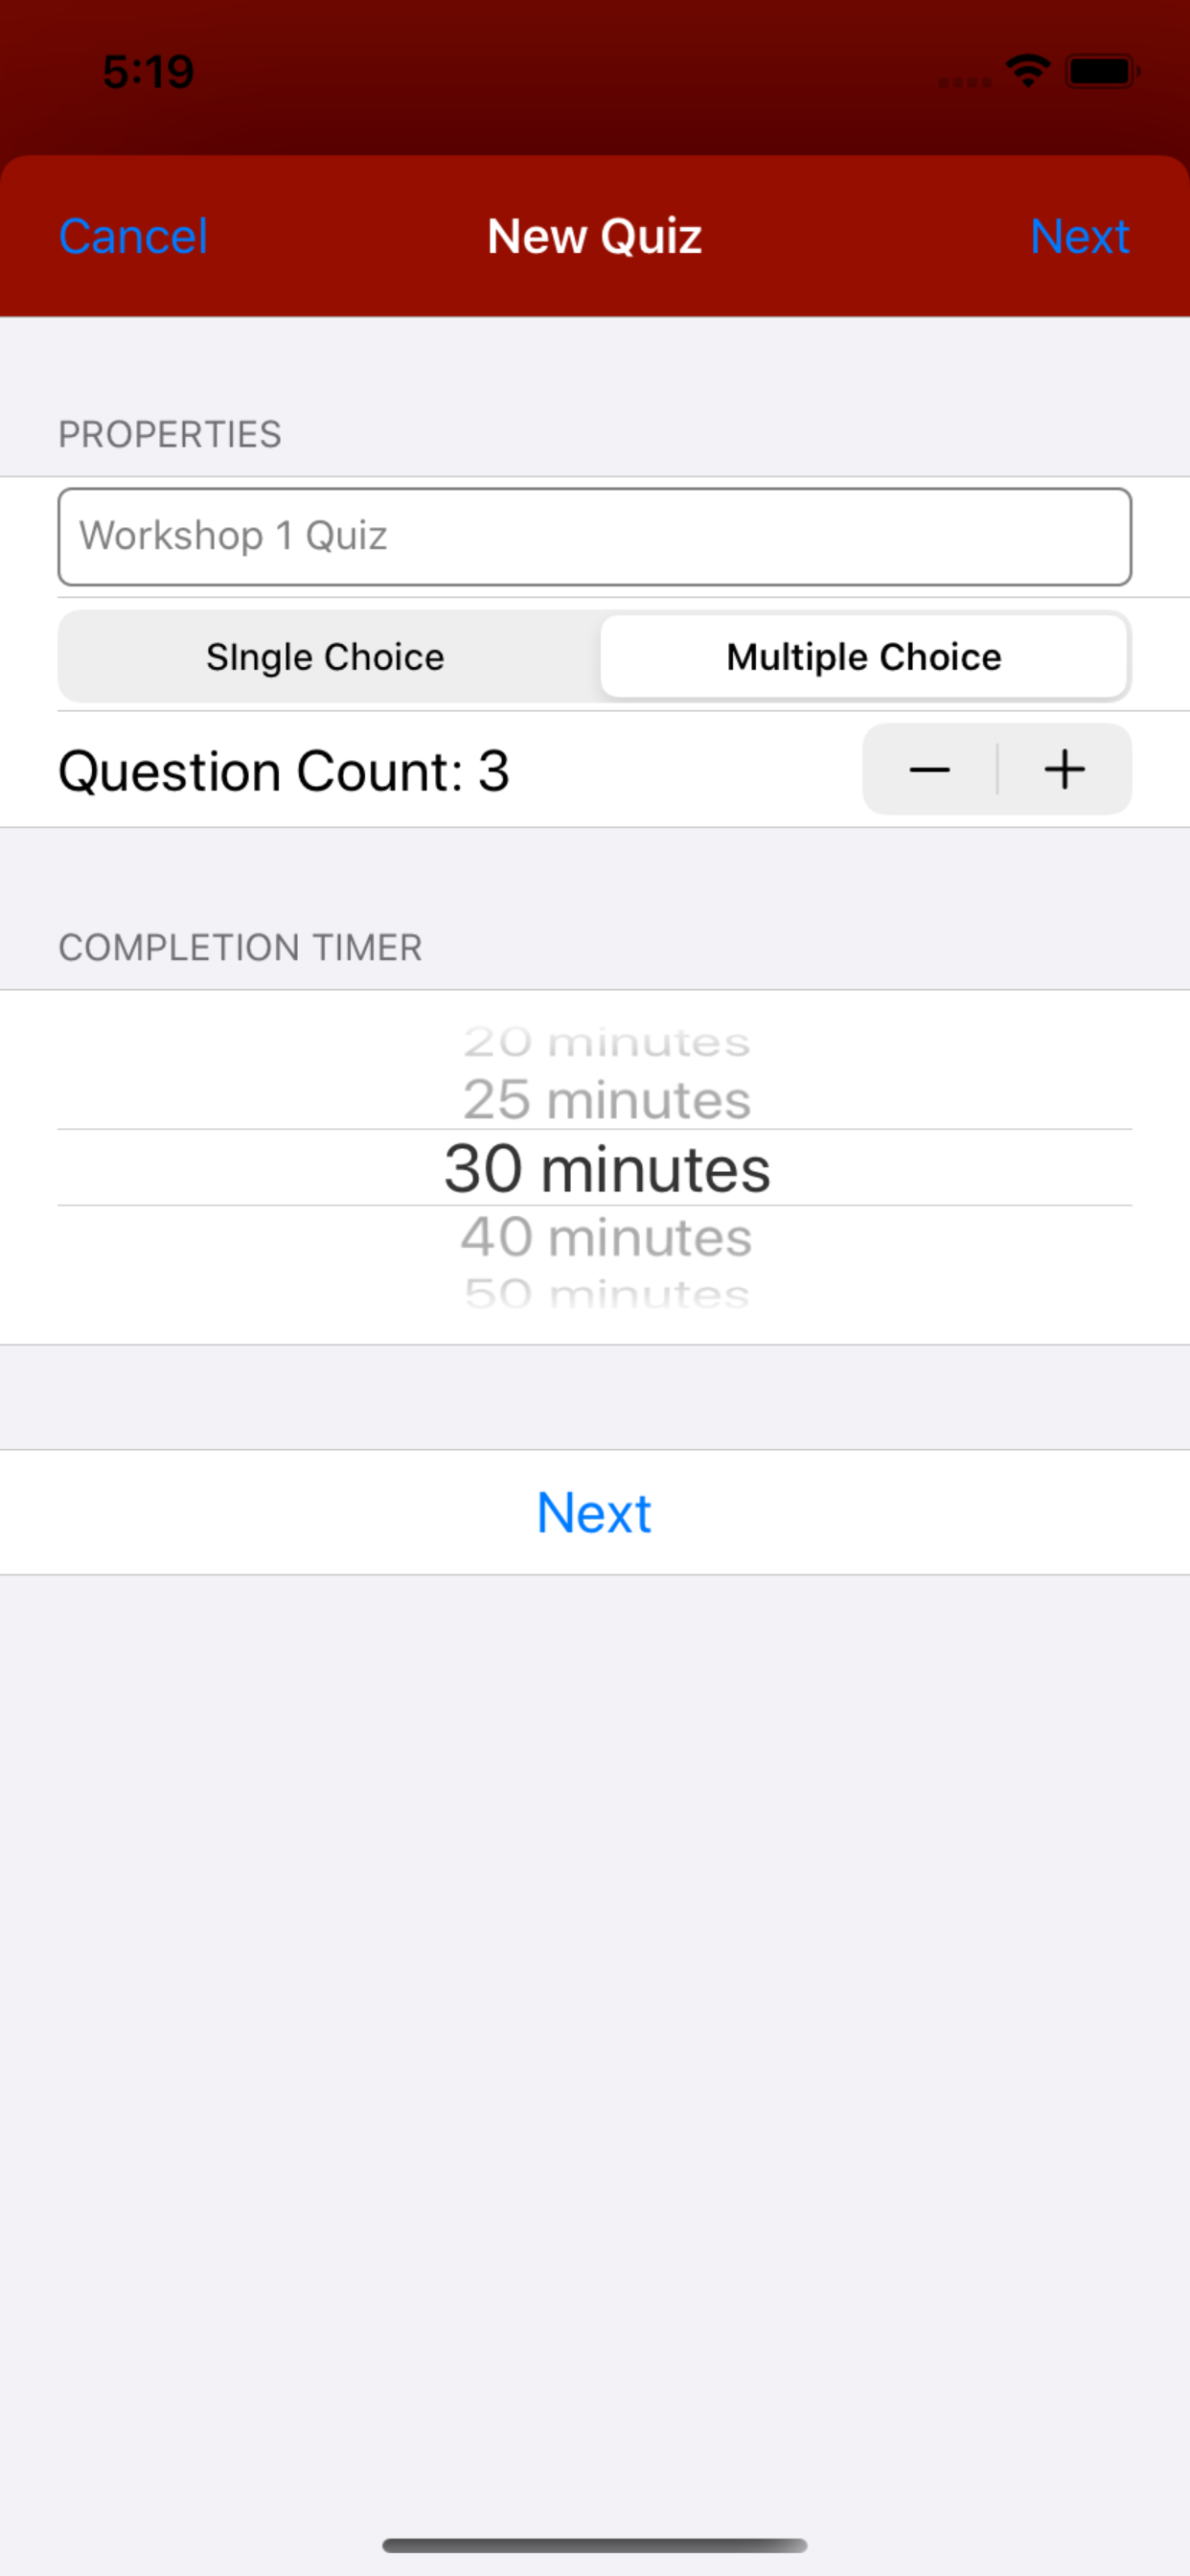 5:19
Cancel New Quiz Next
PROPERTIES
Workshop 1 Quiz
SIngle Choice Multiple Choice
Question Count: 3
COMPLETION TIMER
20 minutes
25 minutes
30 minutes
40 minutes
50 minutes
Next